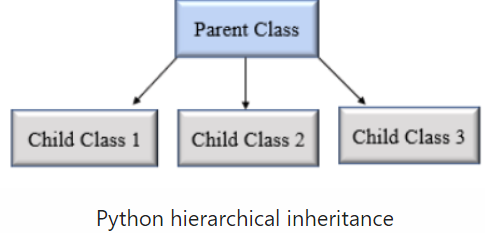 Parent Class
Child Class 1
Child Class 2
Child Class 3
Python hierarchical inheritance